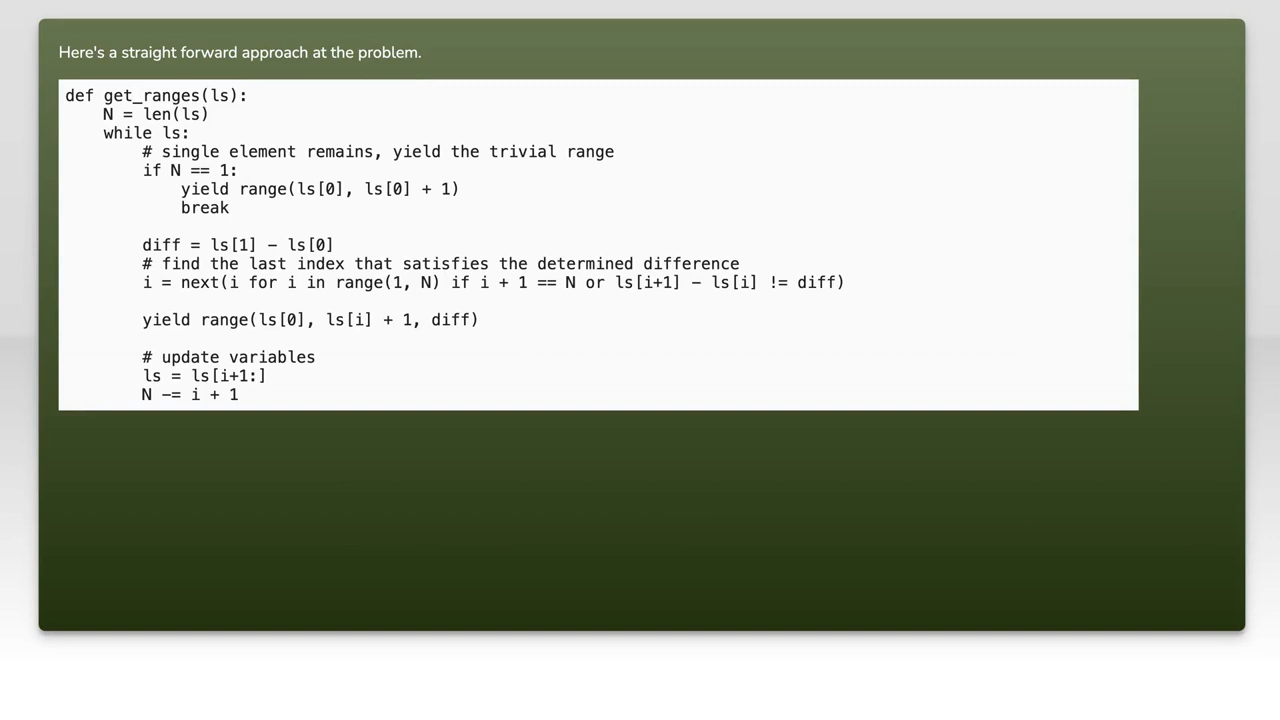 Here's a straight forward approach at the problem.
def get_ranges(ls):
    N = len(ls)
    while ls:
        # single element remains, yield the trivial range
        if N == 1:
            yield range(ls[0], ls[0] + 1)
            break

        diff = ls[1] - ls[0]
        # find the last index that satisfies the determined difference
        i = next(i for i in range(1, N) if i + 1 == N or ls[i+1] - ls[i] != diff)

        yield range(ls[0], ls[i] + 1, diff)

        # update variables
        ls = ls[i+1:]
        N -= i + 1